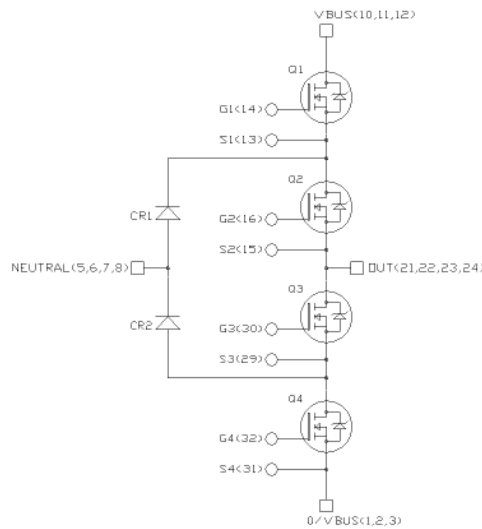 VBUS(10,11,12)
Q1
G1(14)
S1(13)
Q2
CR1
G2(16)
S2(15)
NEUTRAL(5,6,7,8)
OUT(21,22,23,24)
Q3
CR2
G3(30)
S3(29)
Q4
G4(32)
S4(31)
0/VBUS(1,2,3)